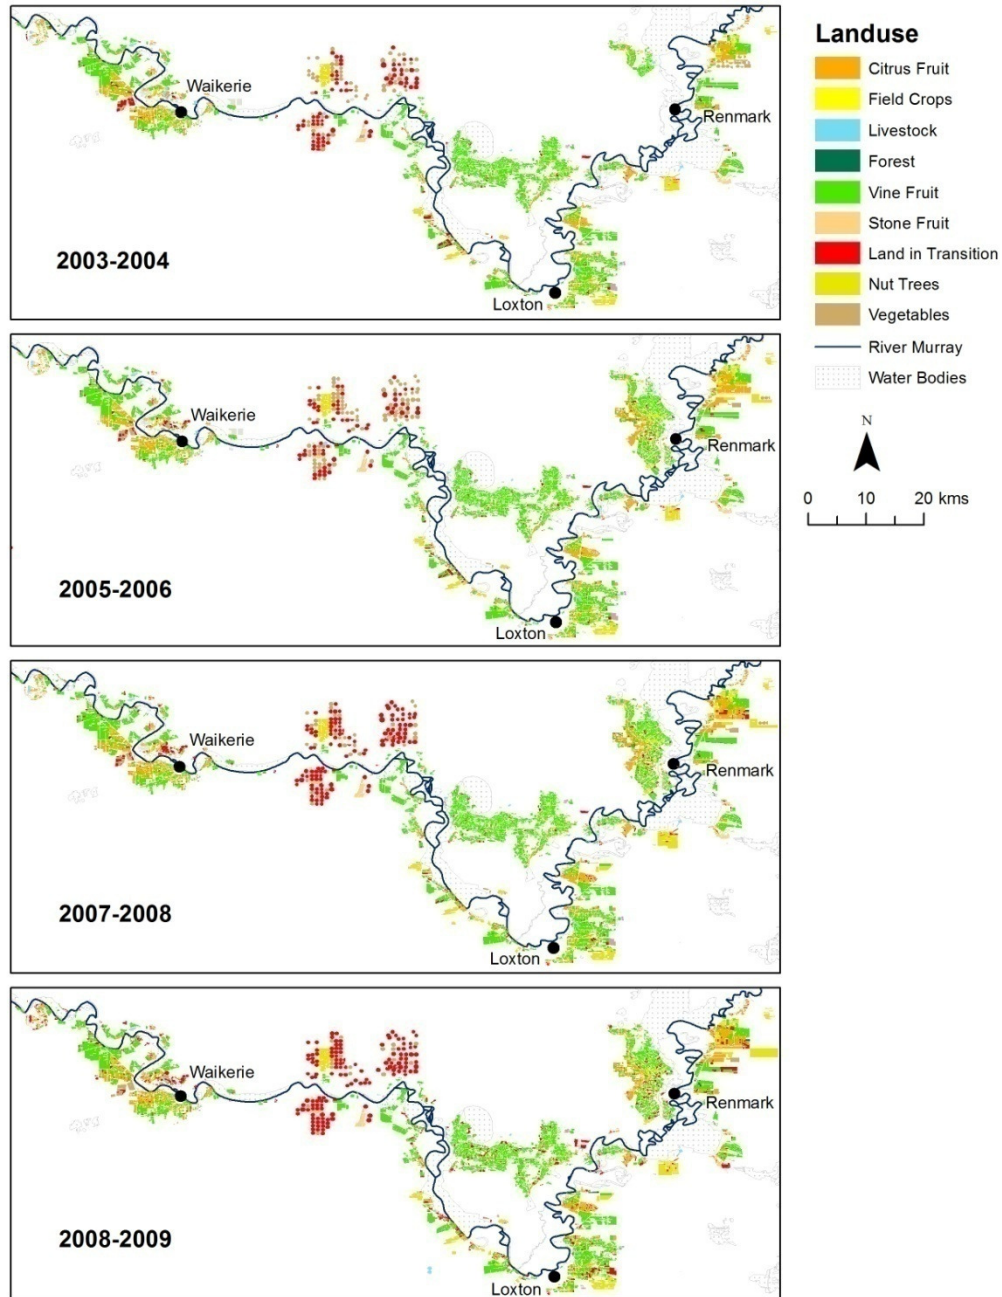 Waikerie
Renmark
2003-2004
Loxton
Waikerie
Renmark
2005-2006
Loxton
Waikerie
Renmark
2007-2008
Loxton
Waikerie
Renmark
2008-2009
Loxton
Landuse
Citrus Fruit
Field Crops
Livestock
Forest
Vine Fruit
Stone Fruit
Land in Transition
Nut Trees
Vegetables
River Murray
Water Bodies
N
0 10 20 kms